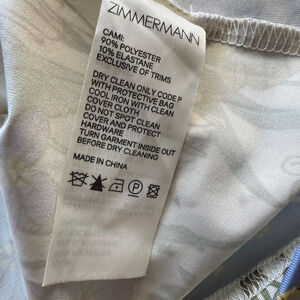 ZIMMERMANN
CAMI:
90% POLYESTER
10% ELASTANE
EXCLUSIVE OF TRIMS
DRY CLEAN ONLY CODE P
WITH PROTECTIVE BAG
COOL IRON WITH CLEAN
COVER CLOTH
DO NOT SPOT CLEAN
COVER AND PROTECT
HARDWARE
TURN GARMENT INSIDE OUT
BEFORE DRY CLEANING
MADE IN CHINA
P